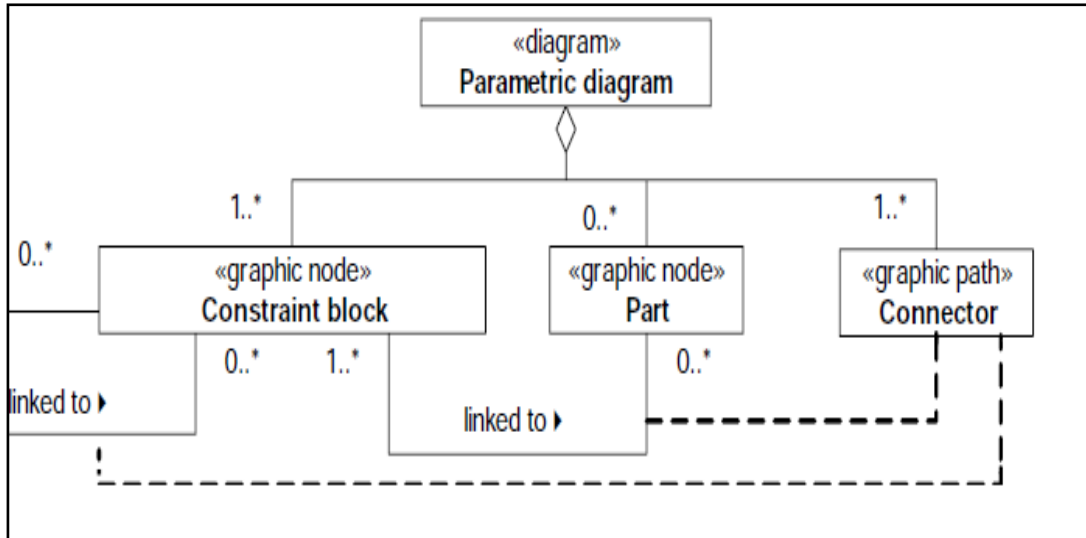 «diagram»
Parametric diagram
1..*
0..*
1..*
0..*
«graphic node»
Constraint block
«graphic node»
Part
«graphic path»
Connector
0..*
1..*
0..*
linked to
linked to